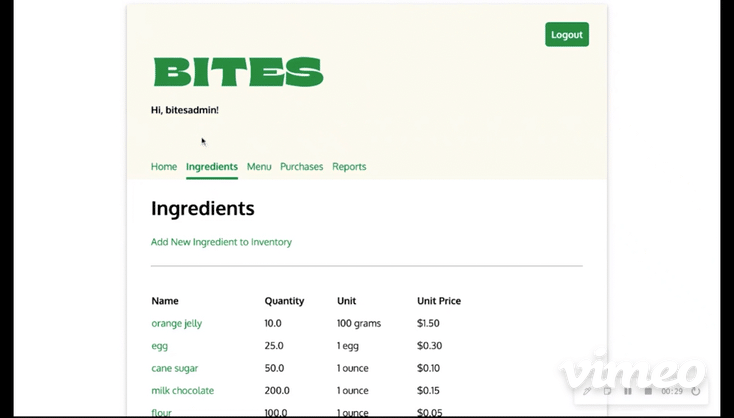 Logout
BITES
Hi, bitesadmin!
Home Ingredients Menu Purchases Reports
Ingredients
Add New Ingredient to Inventory
Name Quantity Unit Unit Price
orange jelly 10.0 100 grams $1.50
egg 25.0 1 egg $0.30
cane sugar 50.0 1 ounce $0.10
milk chocolate 200.0 1 ounce $0.15
flour 100.0 1 ounce $0.05
vimeo
00:29